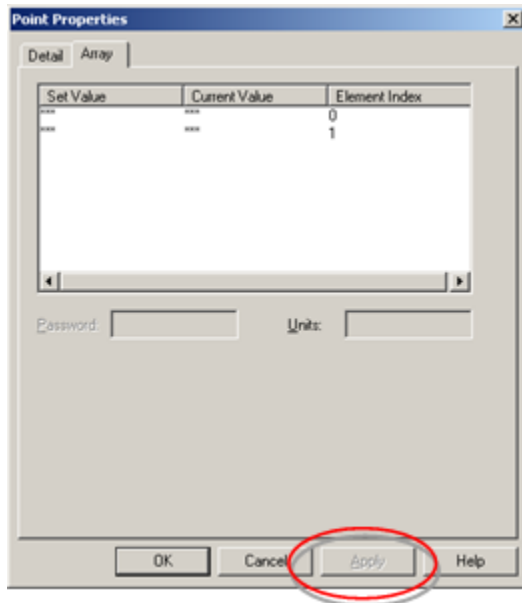 Point Properties
Detail Array
Set Value Current Value Element Index
*** *** 0
*** *** 1
Password: Units:
OK Cancel Apply Help